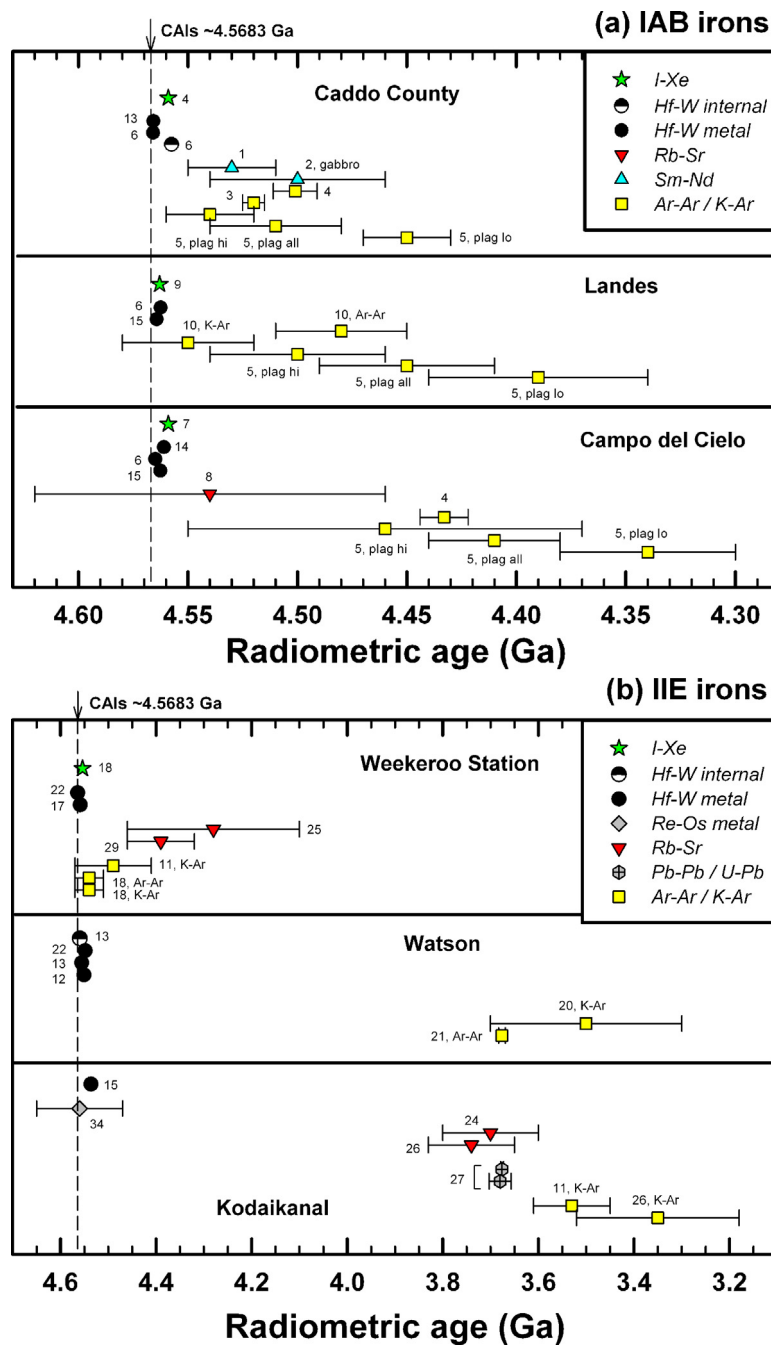 (a) IAB irons
CAIs ~4.5683 Ga
Caddo County
I-Xe
Hf-W internal
Hf-W metal
Rb-Sr
Sm-Nd
Ar-Ar / K-Ar
4
13
6
6
1
2, gabbro
3
4
5, plag hi
5, plag all
5, plag lo
Landes
9
6
15
10, K-Ar
10, Ar-Ar
5, plag hi
5, plag all
5, plag lo
Campo del Cielo
7
14
6
15
8
4
5, plag hi
5, plag all
5, plag lo
4.60 4.55 4.50 4.45 4.40 4.35 4.30
Radiometric age (Ga)
(b) IIE irons
CAIs ~4.5683 Ga
Weekeroo Station
I-Xe
Hf-W internal
Hf-W metal
Re-Os metal
Rb-Sr
Pb-Pb / U-Pb
Ar-Ar / K-Ar
18
22
17
25
29
11, K-Ar
18, Ar-Ar
18, K-Ar
Watson
13
22
13
12
20, K-Ar
21, Ar-Ar
15
34
24
26
27
11, K-Ar
26, K-Ar
Kodaikanal
4.6 4.4 4.2 4.0 3.8 3.6 3.4 3.2
Radiometric age (Ga)